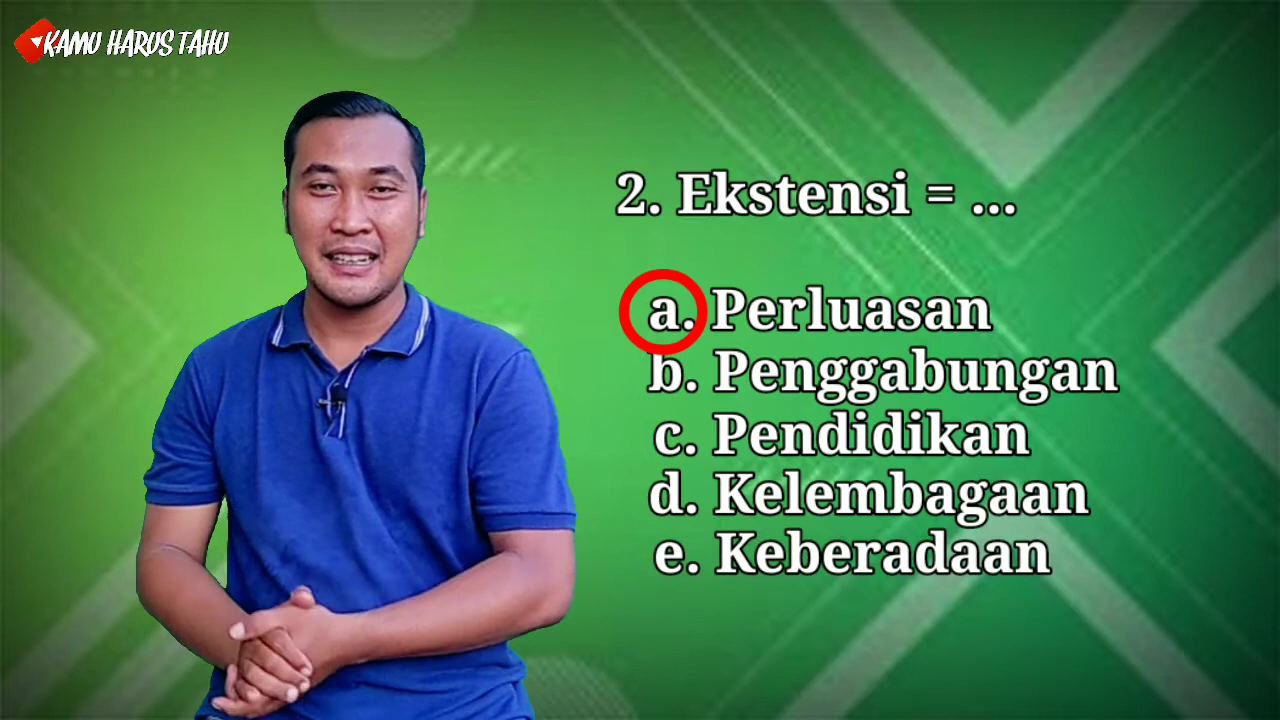 KAMU HARUS TAHU
2. Ekstensi = ...
a. Perluasan
b. Penggabungan
c. Pendidikan
d. Kelembagaan
e. Keberadaan